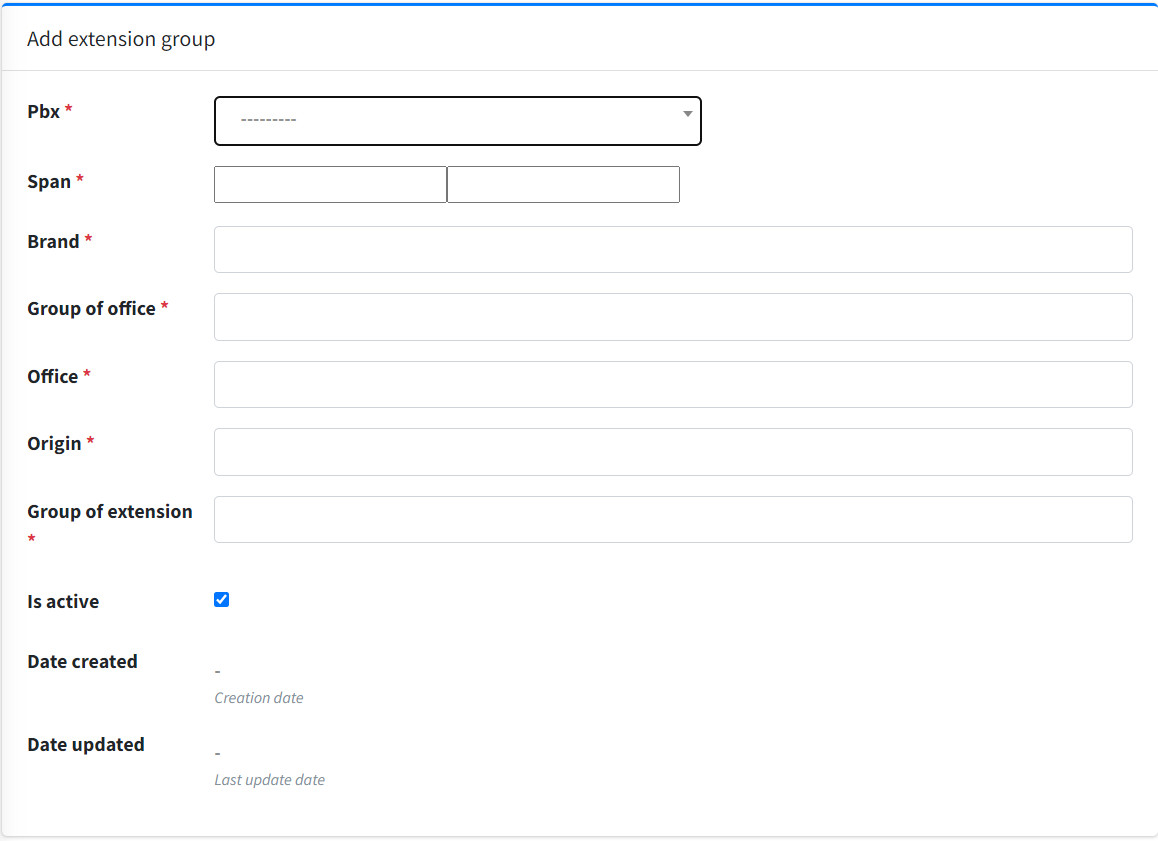 Add extension group
Pbx *
---------
Span *
Brand *
Group of office *
Office *
Origin *
Group of extension
*
Is active
Date created
-
Creation date
Date updated
-
Last update date